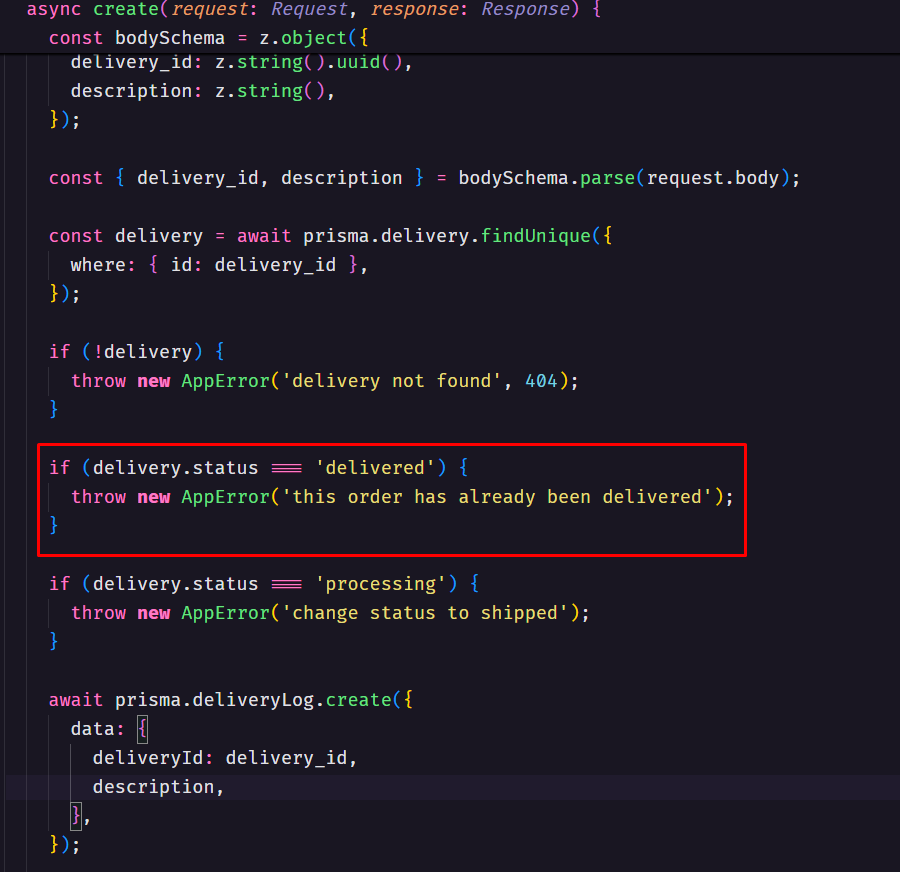 async create(request: Request, response: Response) {
const bodySchema = z.object({
delivery_id: z.string().uuid(),
description: z.string(),
});
const { delivery_id, description } = bodySchema.parse(request.body);
const delivery = await prisma.delivery.findUnique({
where: { id: delivery_id },
});
if (!delivery) {
throw new AppError('delivery not found', 404);
}
if (delivery.status === 'delivered') {
throw new AppError('this order has already been delivered');
}
if (delivery.status === 'processing') {
throw new AppError('change status to shipped');
}
await prisma.deliveryLog.create({
data: {
deliveryId: delivery_id,
description,
},
});